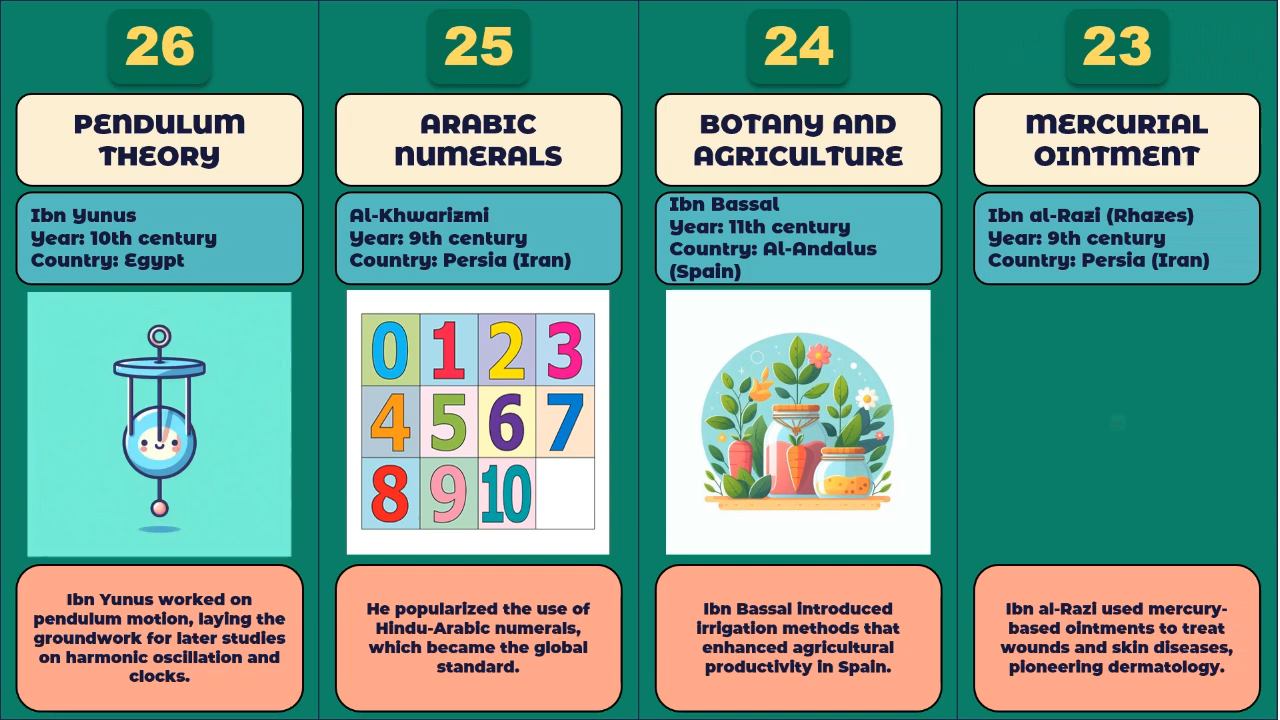 26
PENDULUM
THEORY
Ibn Yunus
Year: 10th century
Country: Egypt
Ibn Yunus worked on
pendulum motion, laying the
groundwork for later studies
on harmonic oscillation and
clocks.
25
ARABIC
NUMERALS
Al-Khwarizmi
Year: 9th century
Country: Persia (Iran)
0 1 2 3
4 5 6 7
8 9 10
He popularized the use of
Hindu-Arabic numerals,
which became the global
standard.
24
BOTANY AND
AGRICULTURE
Ibn Bassal
Year: 11th century
Country: Al-Andalus
(Spain)
Ibn Bassal introduced
irrigation methods that
enhanced agricultural
productivity in Spain.
23
MERCURIAL
OINTMENT
Ibn al-Razi (Rhazes)
Year: 9th century
Country: Persia (Iran)
Ibn al-Razi used mercury-
based ointments to treat
wounds and skin diseases,
pioneering dermatology.